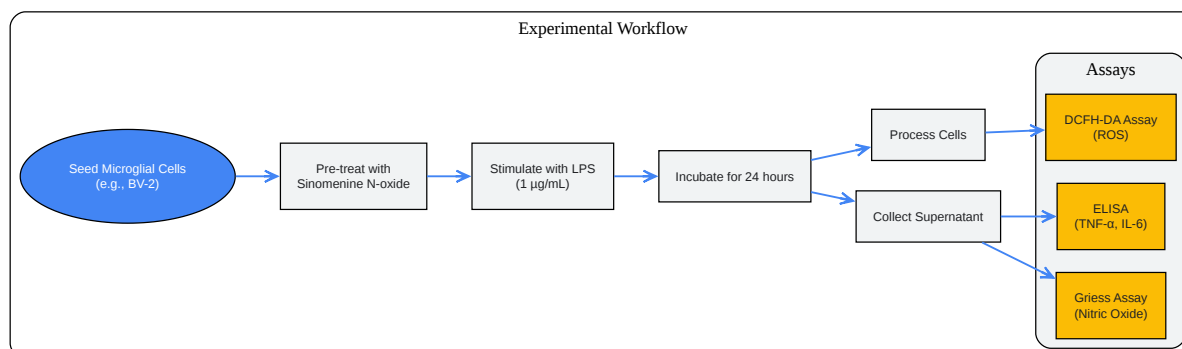 Experimental Workflow
Assays
Seed Microglial Cells
(e.g., BV-2)
Pre-treat with
Sinomenine N-oxide
Stimulate with LPS
(1 µg/mL)
Incubate for 24 hours
Process Cells
Collect Supernatant
DCFH-DA Assay
(ROS)
ELISA
(TNF-α, IL-6)
Griess Assay
(Nitric Oxide)